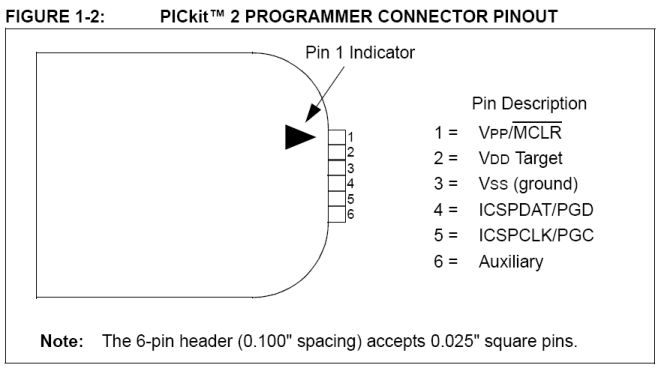 FIGURE 1-2: PICkit™ 2 PROGRAMMER CONNECTOR PINOUT
Pin 1 Indicator
Pin Description
1
2
3
4
5
6
1 = VPP/MCLR
2 = VDD Target
3 = VSS (ground)
4 = ICSPDAT/PGD
5 = ICSPCLK/PGC
6 = Auxiliary
Note: The 6-pin header (0.100" spacing) accepts 0.025" square pins.